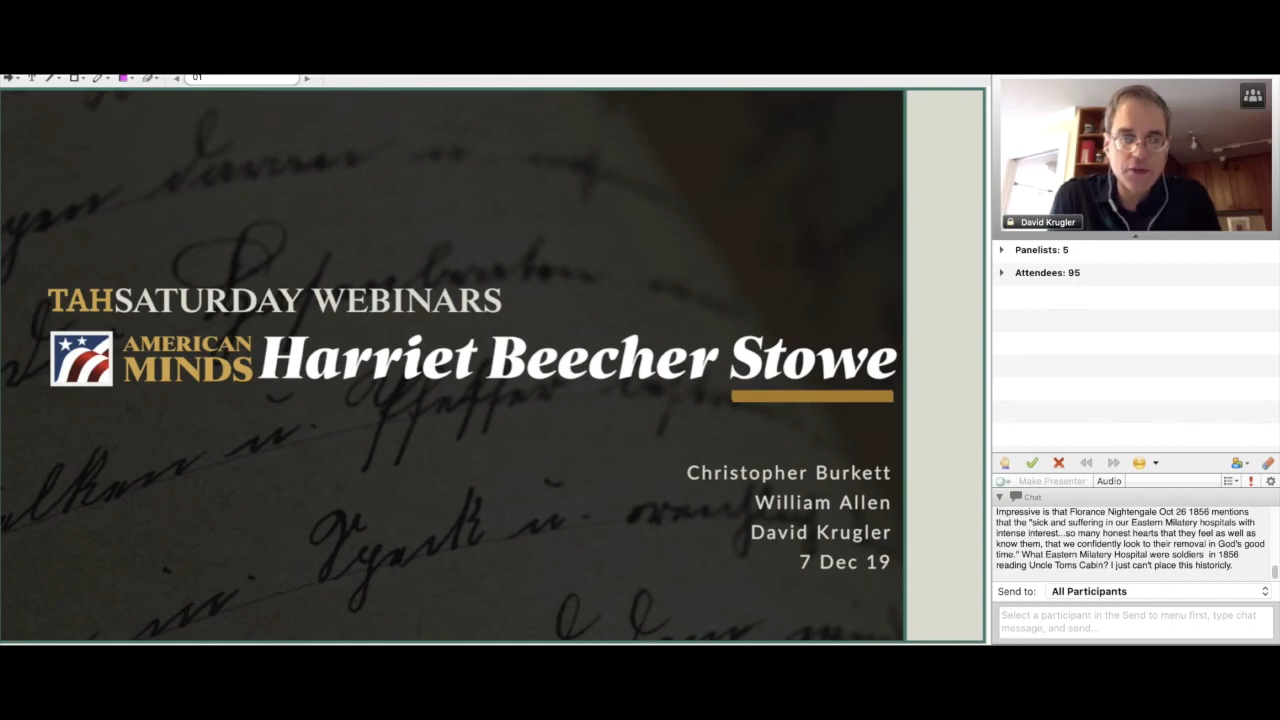 01
TAHSATURDAY WEBINARS
AMERICAN
MINDS
Harriet Beecher Stowe
Christopher Burkett
William Allen
David Krugler
7 Dec 19
David Krugler
Panelists: 5
Attendees: 95
Make Presenter
Audio
Chat
Impressive is that Florance Nightengale Oct 26 1856 mentions
that the "sick and suffering in our Eastern Milatery hospitals with
intense interest...so many honest hearts that they feel as well as
know them, that we confidently look to their removal in God's good
time." What Eastern Milatery Hospital were soldiers in 1856
reading Uncle Toms Cabin? I just can't place this historicly.
Send to: All Participants
Select a participant in the Send to menu first, type chat
message, and send...